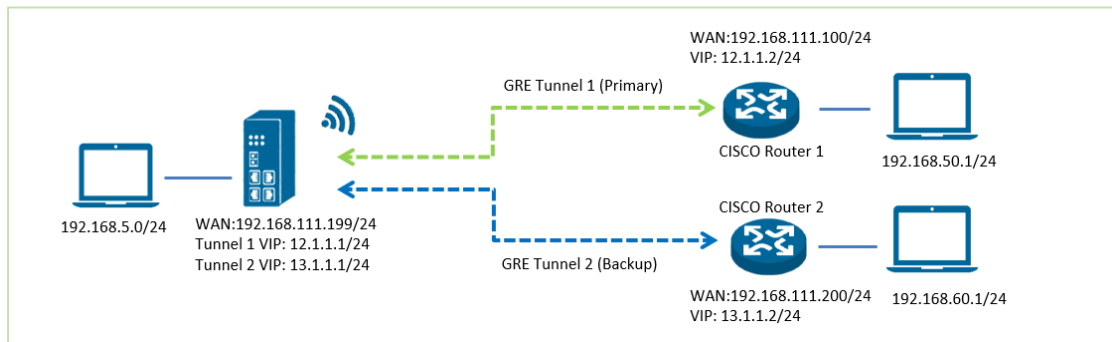 WAN:192.168.111.100/24
VIP: 12.1.1.2/24
GRE Tunnel 1 (Primary)
CISCO Router 1
192.168.50.1/24
192.168.5.0/24
WAN:192.168.111.199/24
Tunnel 1 VIP: 12.1.1.1/24
Tunnel 2 VIP: 13.1.1.1/24
CISCO Router 2
GRE Tunnel 2 (Backup)
WAN:192.168.111.200/24
VIP: 13.1.1.2/24
192.168.60.1/24